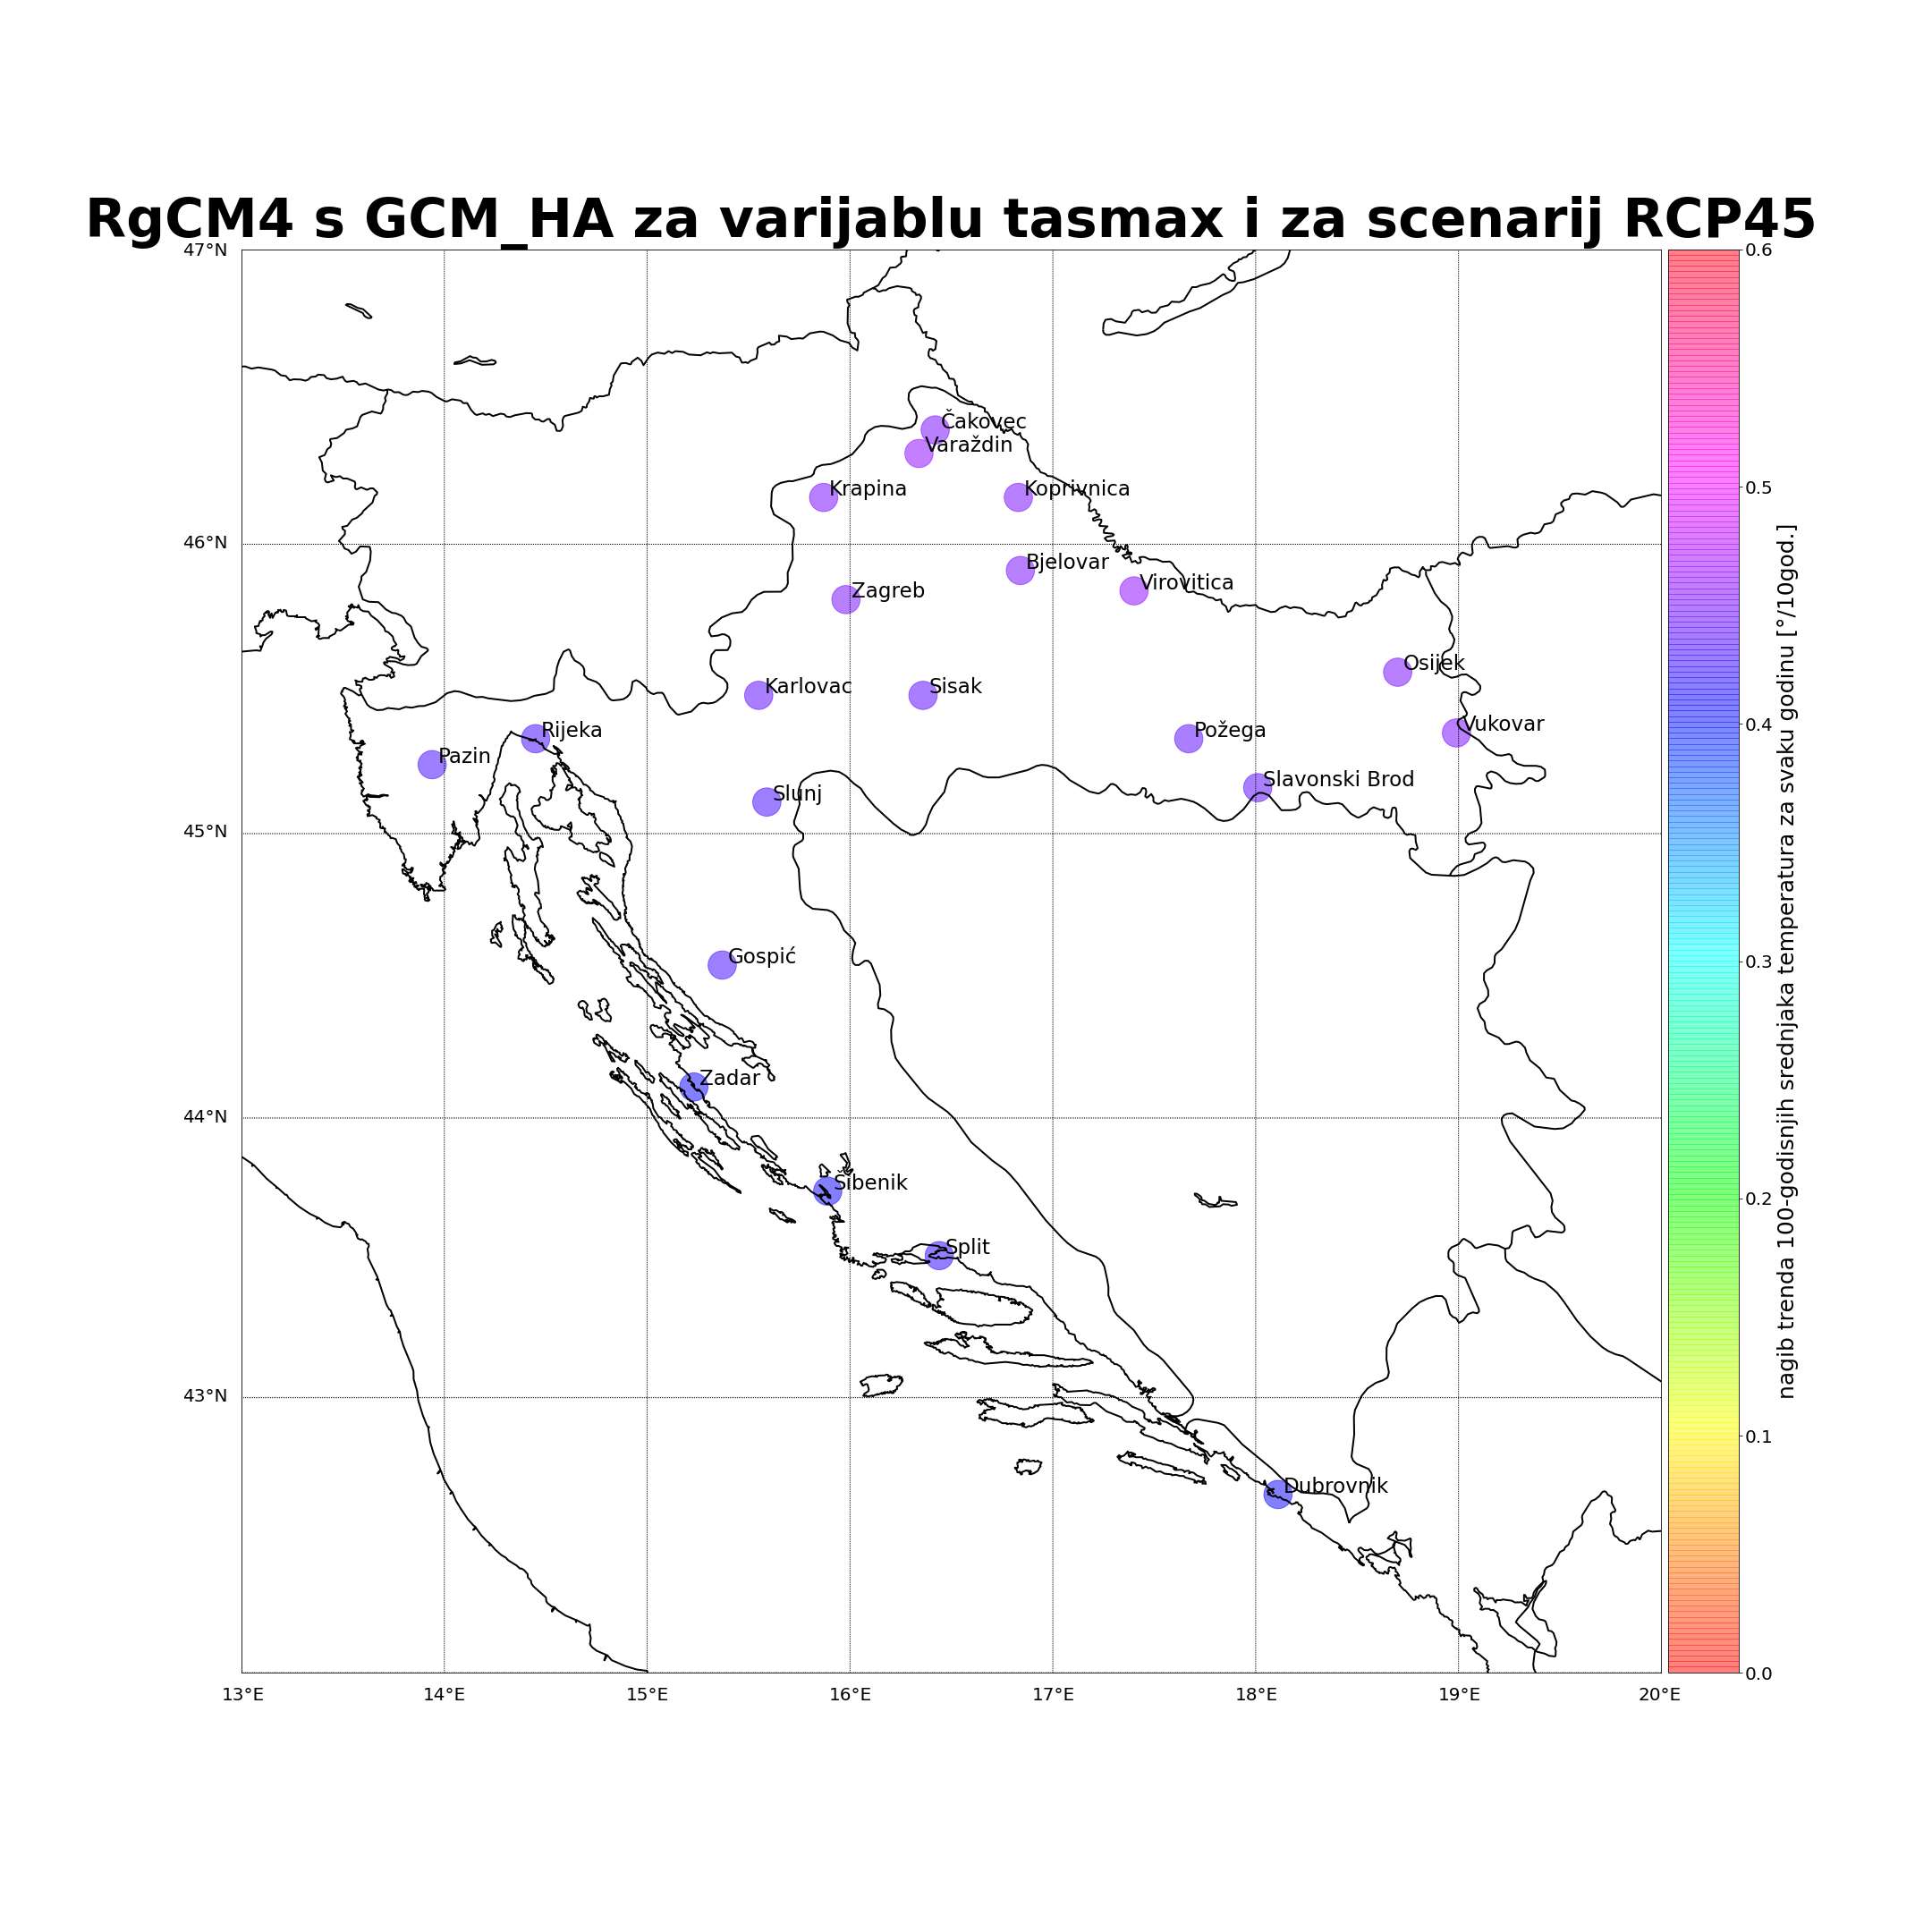 RgCM4 s GCM_HA za varijablu tasmax i za scenarij RCP45
47°N
46°N
45°N
44°N
43°N
13°E
14°E
15°E
16°E
17°E
18°E
19°E
20°E
Čakovec
Varaždin
Krapina
Koprivnica
Bjelovar
Virovitica
Zagreb
Osijek
Karlovac
Sisak
Vukovar
Rijeka
Požega
Pazin
Slavonski Brod
Slunj
Gospić
Zadar
Šibenik
Split
Dubrovnik
0.6
0.5
0.4
0.3
0.2
0.1
0.0
nagib trenda 100-godisnjih srednjaka temperatura za svaku godinu [°/10god.]